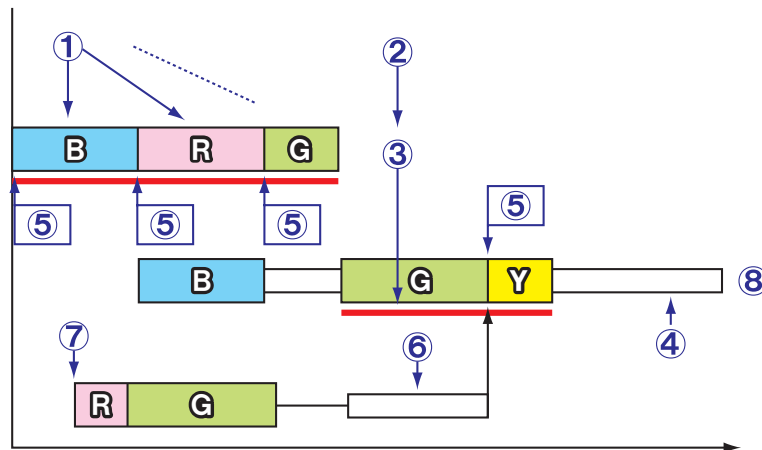 ① ②
B R G ③
⑤ ⑤ ⑤ ⑤
B G Y ⑧
⑦ ⑥ ④
R G